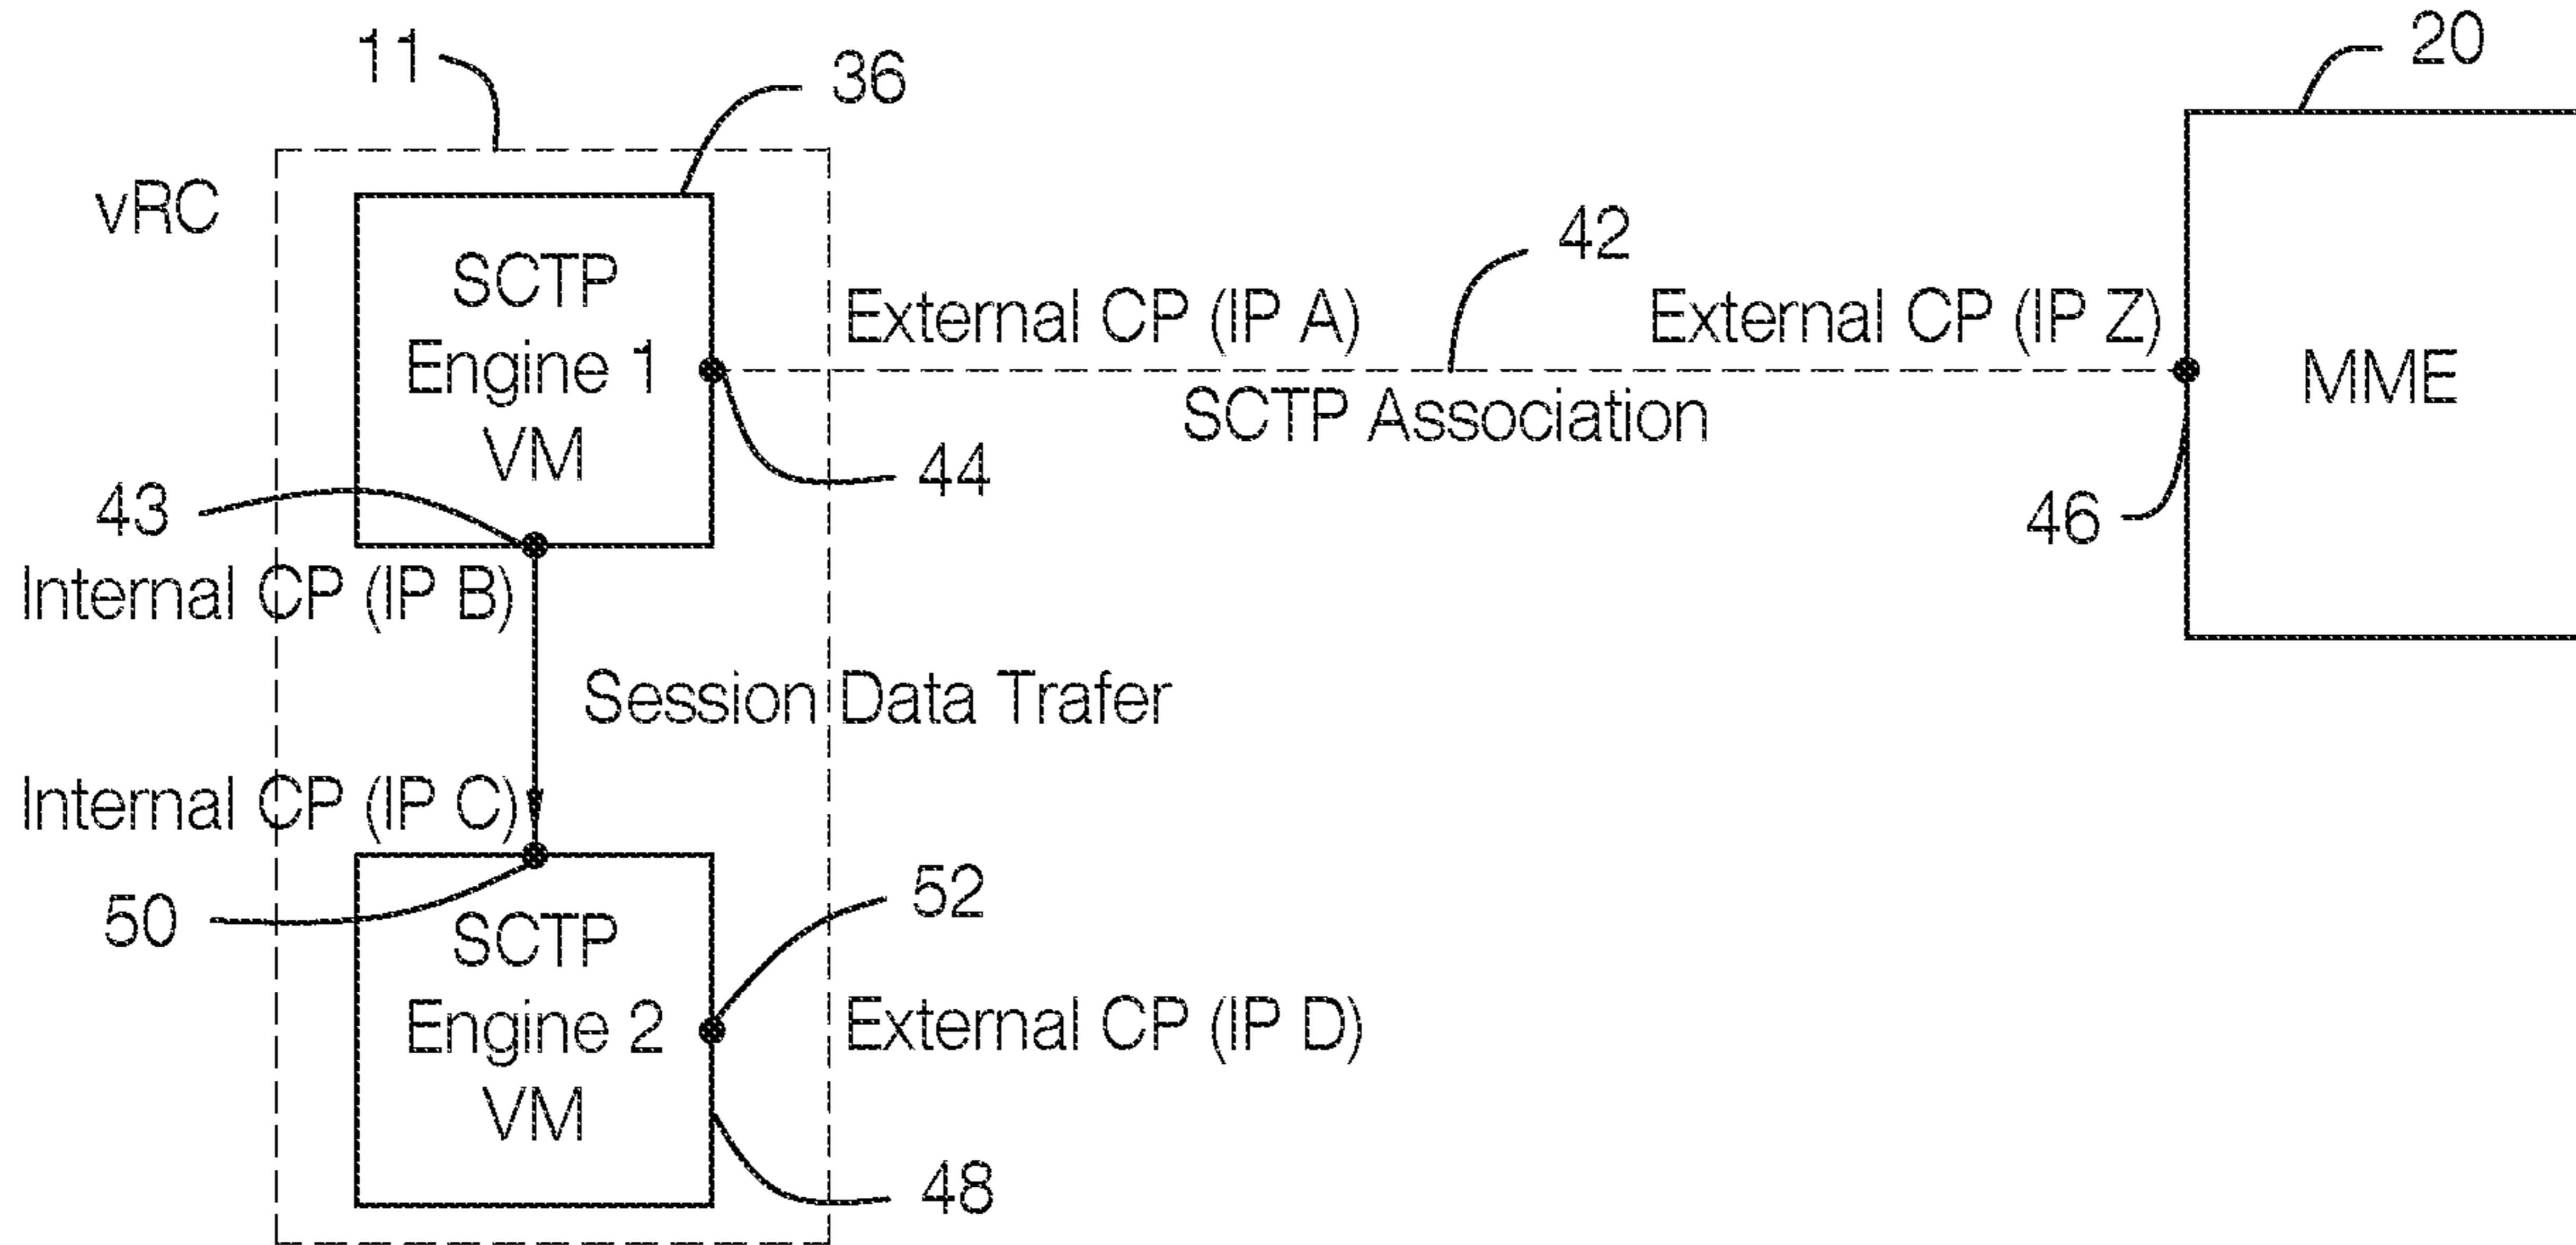 11
36
20
vRC
SCTP
Engine 1
VM
42
External CP (IP A)
External CP (IP Z)
SCTP Association
MME
44
46
43
Internal CP (IP B)
Session Data Trafer
Internal CP (IP C)
50
52
SCTP
Engine 2
VM
External CP (IP D)
48